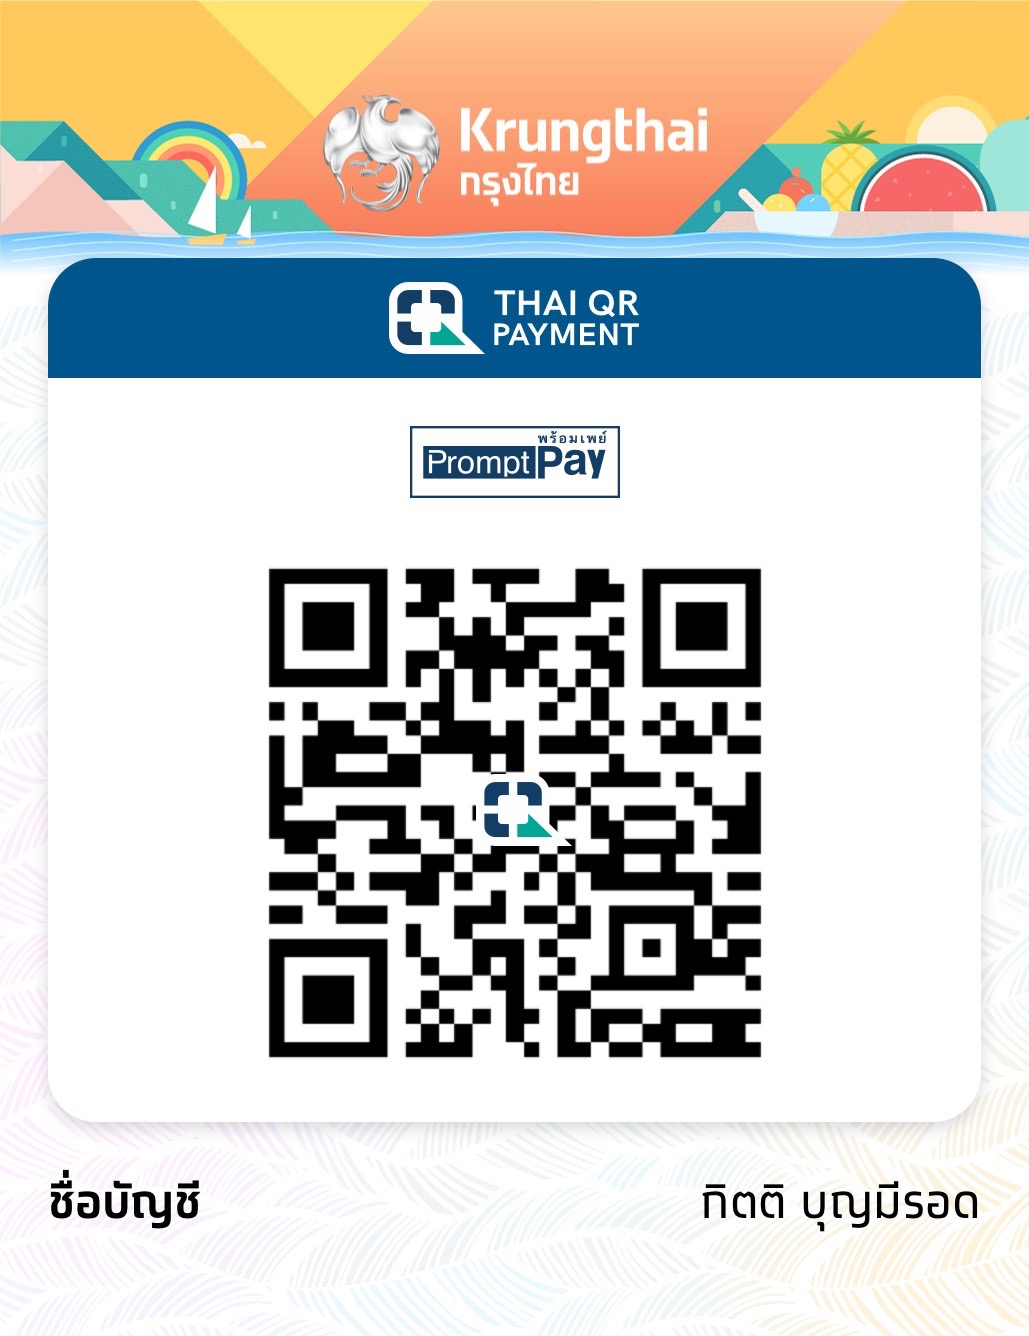 Krungthai
กรุงไทย
THAI QR
PAYMENT
พร้อมเพย์
PromptPay
ชื่อบัญชี
กิตติ บุญมีรอด